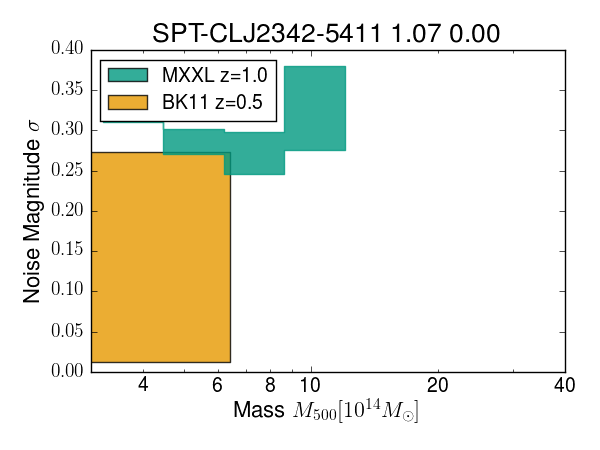 SPT-CLJ2342-5411 1.07 0.00
MXXL z=1.0
BK11 z=0.5
Noise Magnitude σ
0.40
0.35
0.30
0.25
0.20
0.15
0.10
0.05
0.00
4 6 8 10 20 40
Mass M₅₀₀[10¹⁴M⊙]